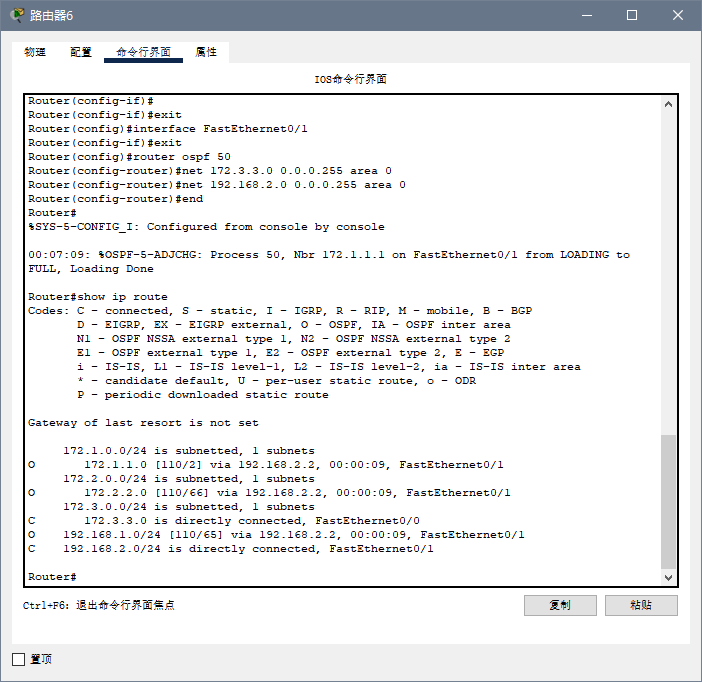 路由器6
物理 配置 命令行界面 属性
IOS命令行界面
Router(config-if)#
Router(config-if)#exit
Router(config)#interface FastEthernet0/1
Router(config-if)#exit
Router(config)#router ospf 50
Router(config-router)#net 172.3.3.0 0.0.0.255 area 0
Router(config-router)#net 192.168.2.0 0.0.0.255 area 0
Router(config-router)#end
Router#
%SYS-5-CONFIG_I: Configured from console by console
00:07:09: %OSPF-5-ADJCHG: Process 50, Nbr 172.1.1.1 on FastEthernet0/1 from LOADING to
FULL, Loading Done
Router#show ip route
Codes: C - connected, S - static, I - IGRP, R - RIP, M - mobile, B - BGP
D - EIGRP, EX - EIGRP external, O - OSPF, IA - OSPF inter area
N1 - OSPF NSSA external type 1, N2 - OSPF NSSA external type 2
E1 - OSPF external type 1, E2 - OSPF external type 2, E - EGP
i - IS-IS, L1 - IS-IS level-1, L2 - IS-IS level-2, ia - IS-IS inter area
* - candidate default, U - per-user static route, o - ODR
P - periodic downloaded static route
Gateway of last resort is not set
172.1.0.0/24 is subnetted, 1 subnets
O 172.1.1.0 [110/2] via 192.168.2.2, 00:00:09, FastEthernet0/1
172.2.0.0/24 is subnetted, 1 subnets
O 172.2.2.0 [110/66] via 192.168.2.2, 00:00:09, FastEthernet0/1
172.3.0.0/24 is subnetted, 1 subnets
C 172.3.3.0 is directly connected, FastEthernet0/0
O 192.168.1.0/24 [110/65] via 192.168.2.2, 00:00:09, FastEthernet0/1
C 192.168.2.0/24 is directly connected, FastEthernet0/1
Router#
Ctrl+F6: 退出命令行界面焦点 复制 粘贴
置顶